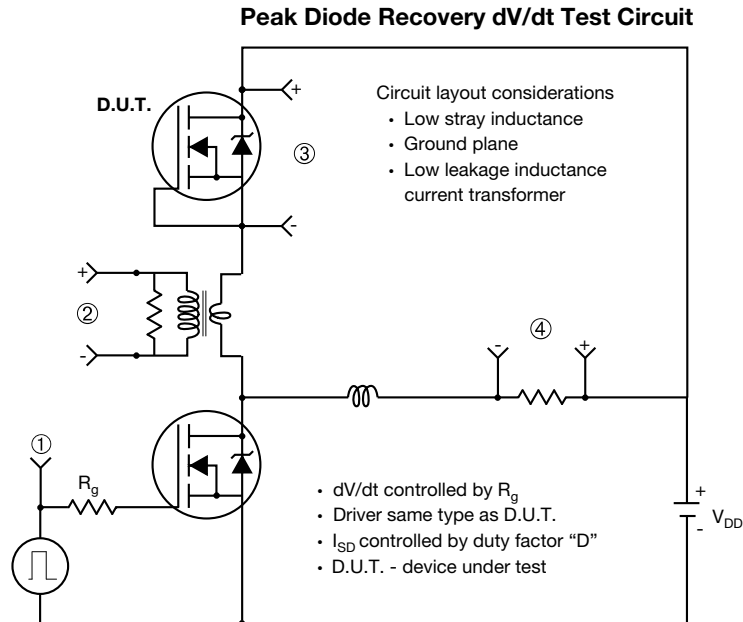 Peak Diode Recovery dV/dt Test Circuit
D.U.T.
+
Circuit layout considerations
• Low stray inductance
• Ground plane
• Low leakage inductance
current transformer
③
-
+
②
-
④
-
+
①
Rg
• dV/dt controlled by Rg
• Driver same type as D.U.T.
• ISD controlled by duty factor “D”
• D.U.T. - device under test
+
VDD
-